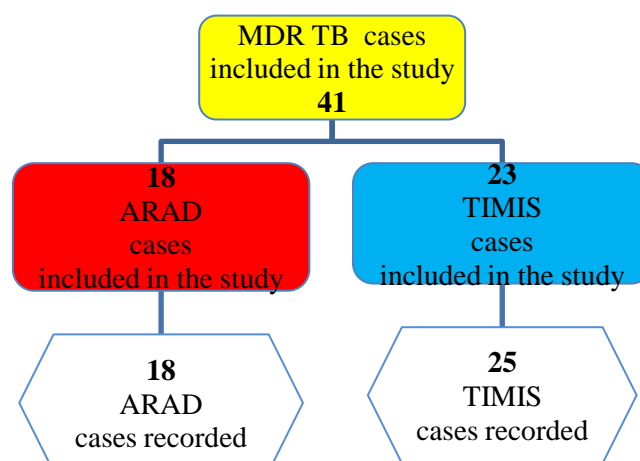 MDR TB cases
included in the study
41
18
ARAD
cases
included in the study
23
TIMIS
cases
included in the study
18
ARAD
cases recorded
25
TIMIS
cases recorded